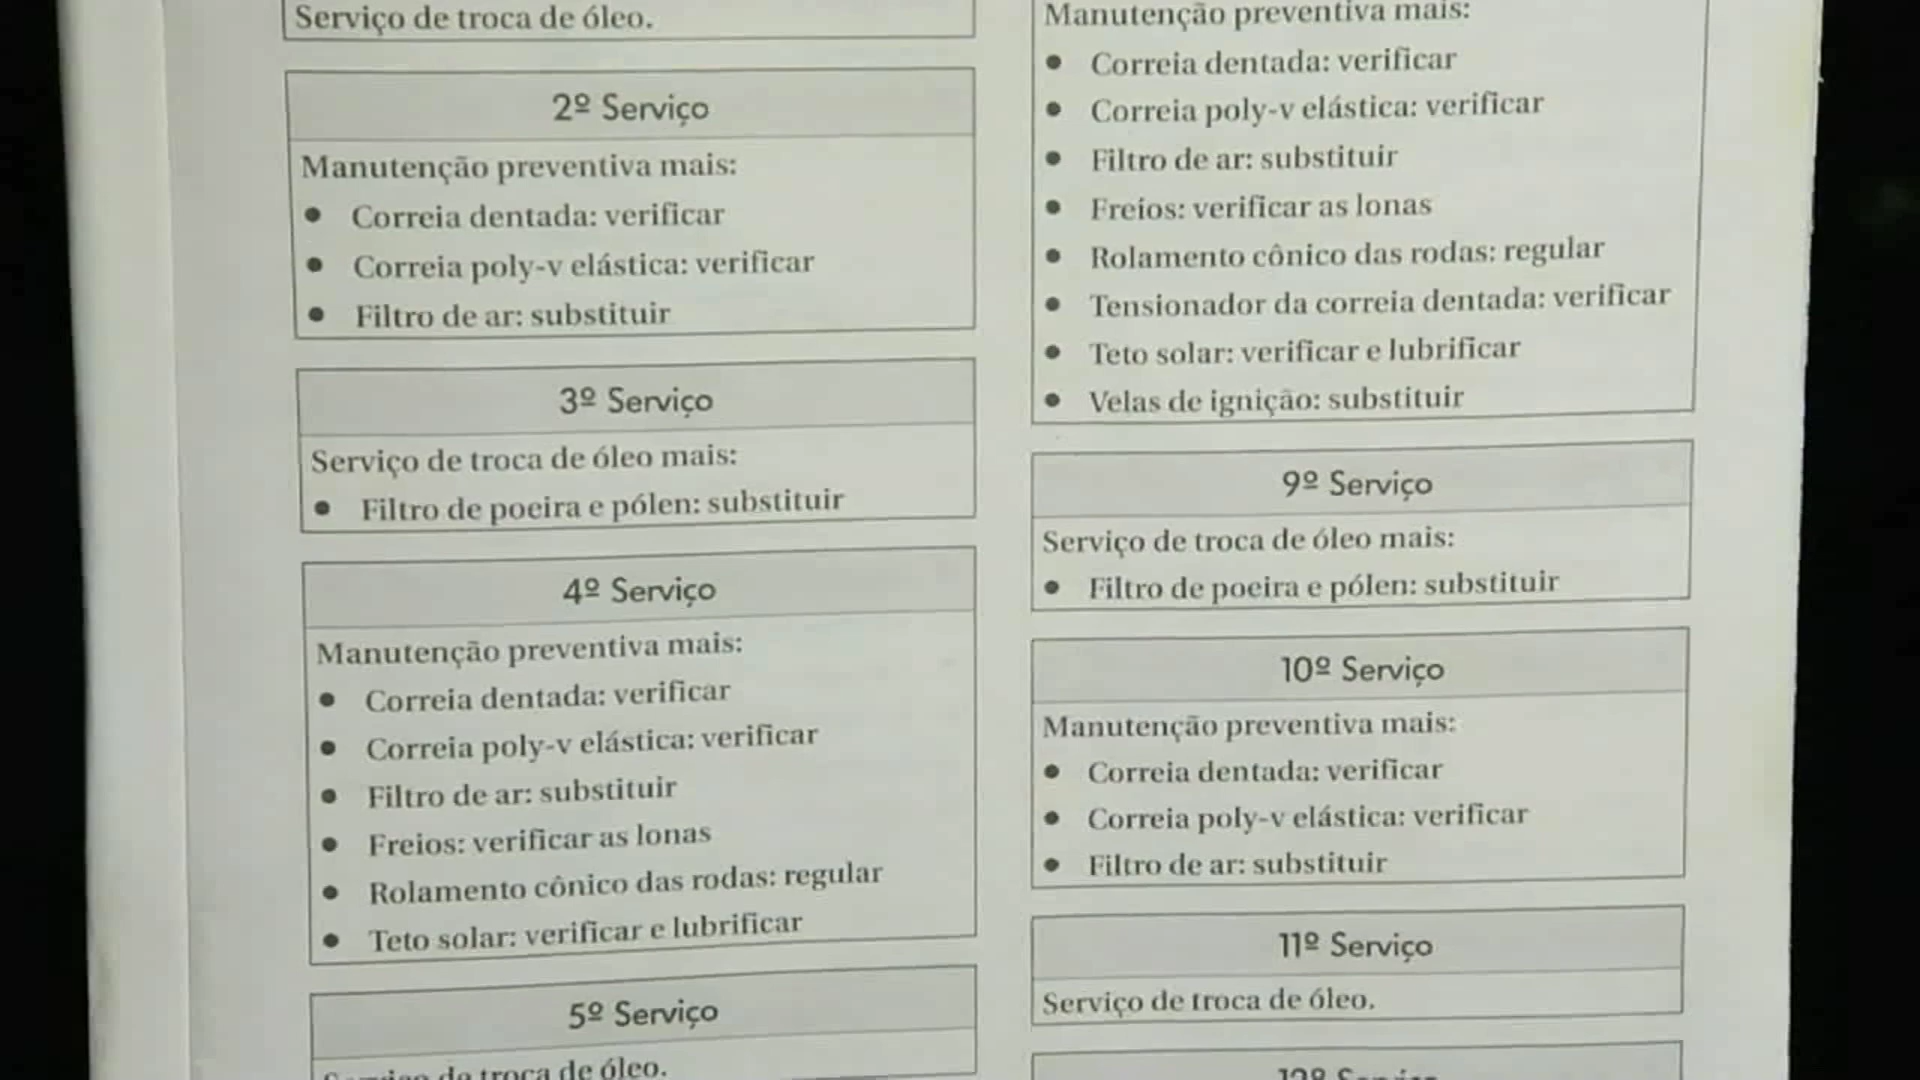 Serviço de troca de óleo.
2º Serviço
Manutenção preventiva mais:
• Correia dentada: verificar
• Correia poly-v elástica: verificar
• Filtro de ar: substituir
3º Serviço
Serviço de troca de óleo mais:
• Filtro de poeira e pólen: substituir
4º Serviço
Manutenção preventiva mais:
• Correia dentada: verificar
• Correia poly-v elástica: verificar
• Filtro de ar: substituir
• Freios: verificar as lonas
• Rolamento cônico das rodas: regular
• Teto solar: verificar e lubrificar
5º Serviço
Serviço de troca de óleo.
Manutenção preventiva mais:
• Correia dentada: verificar
• Correia poly-v elástica: verificar
• Filtro de ar: substituir
• Freios: verificar as lonas
• Rolamento cônico das rodas: regular
• Tensionador da correia dentada: verificar
• Teto solar: verificar e lubrificar
• Velas de ignição: substituir
9º Serviço
Serviço de troca de óleo mais:
• Filtro de poeira e pólen: substituir
10º Serviço
Manutenção preventiva mais:
• Correia dentada: verificar
• Correia poly-v elástica: verificar
• Filtro de ar: substituir
11º Serviço
Serviço de troca de óleo.
12º Serviço